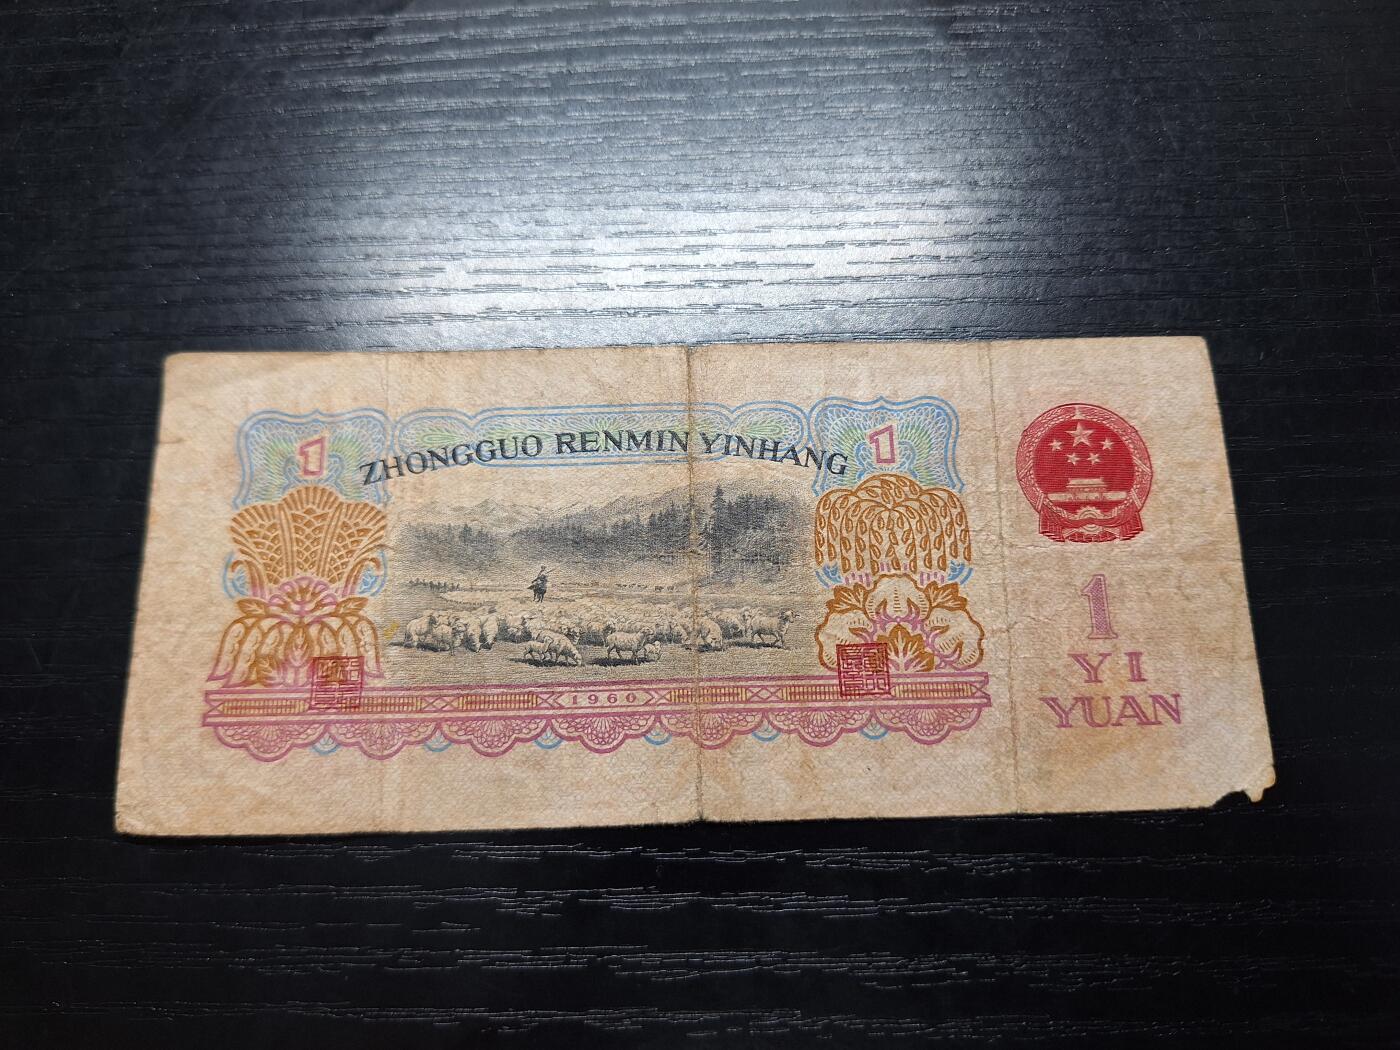 ZHONGGUO RENMIN YINHANG
1
1
1960
1
YI
YUAN